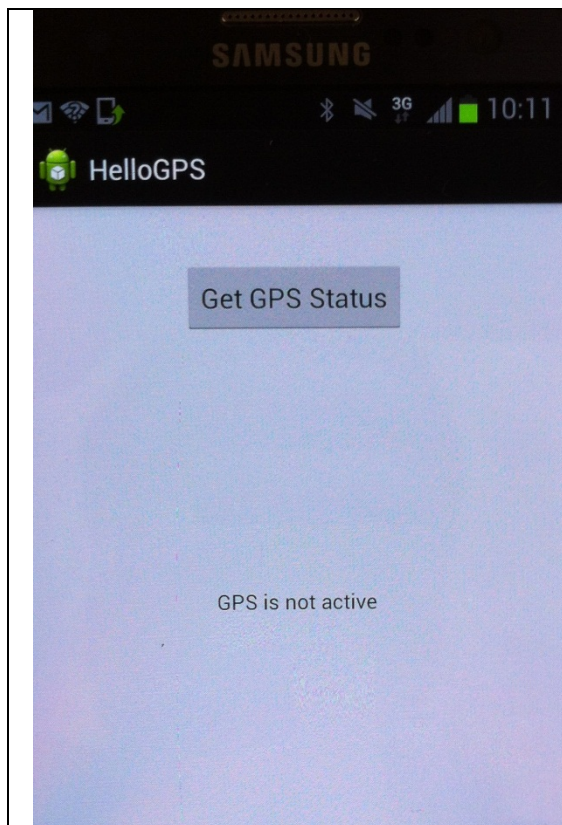 SAMSUNG
3G 10:11
HelloGPS
Get GPS Status
GPS is not active